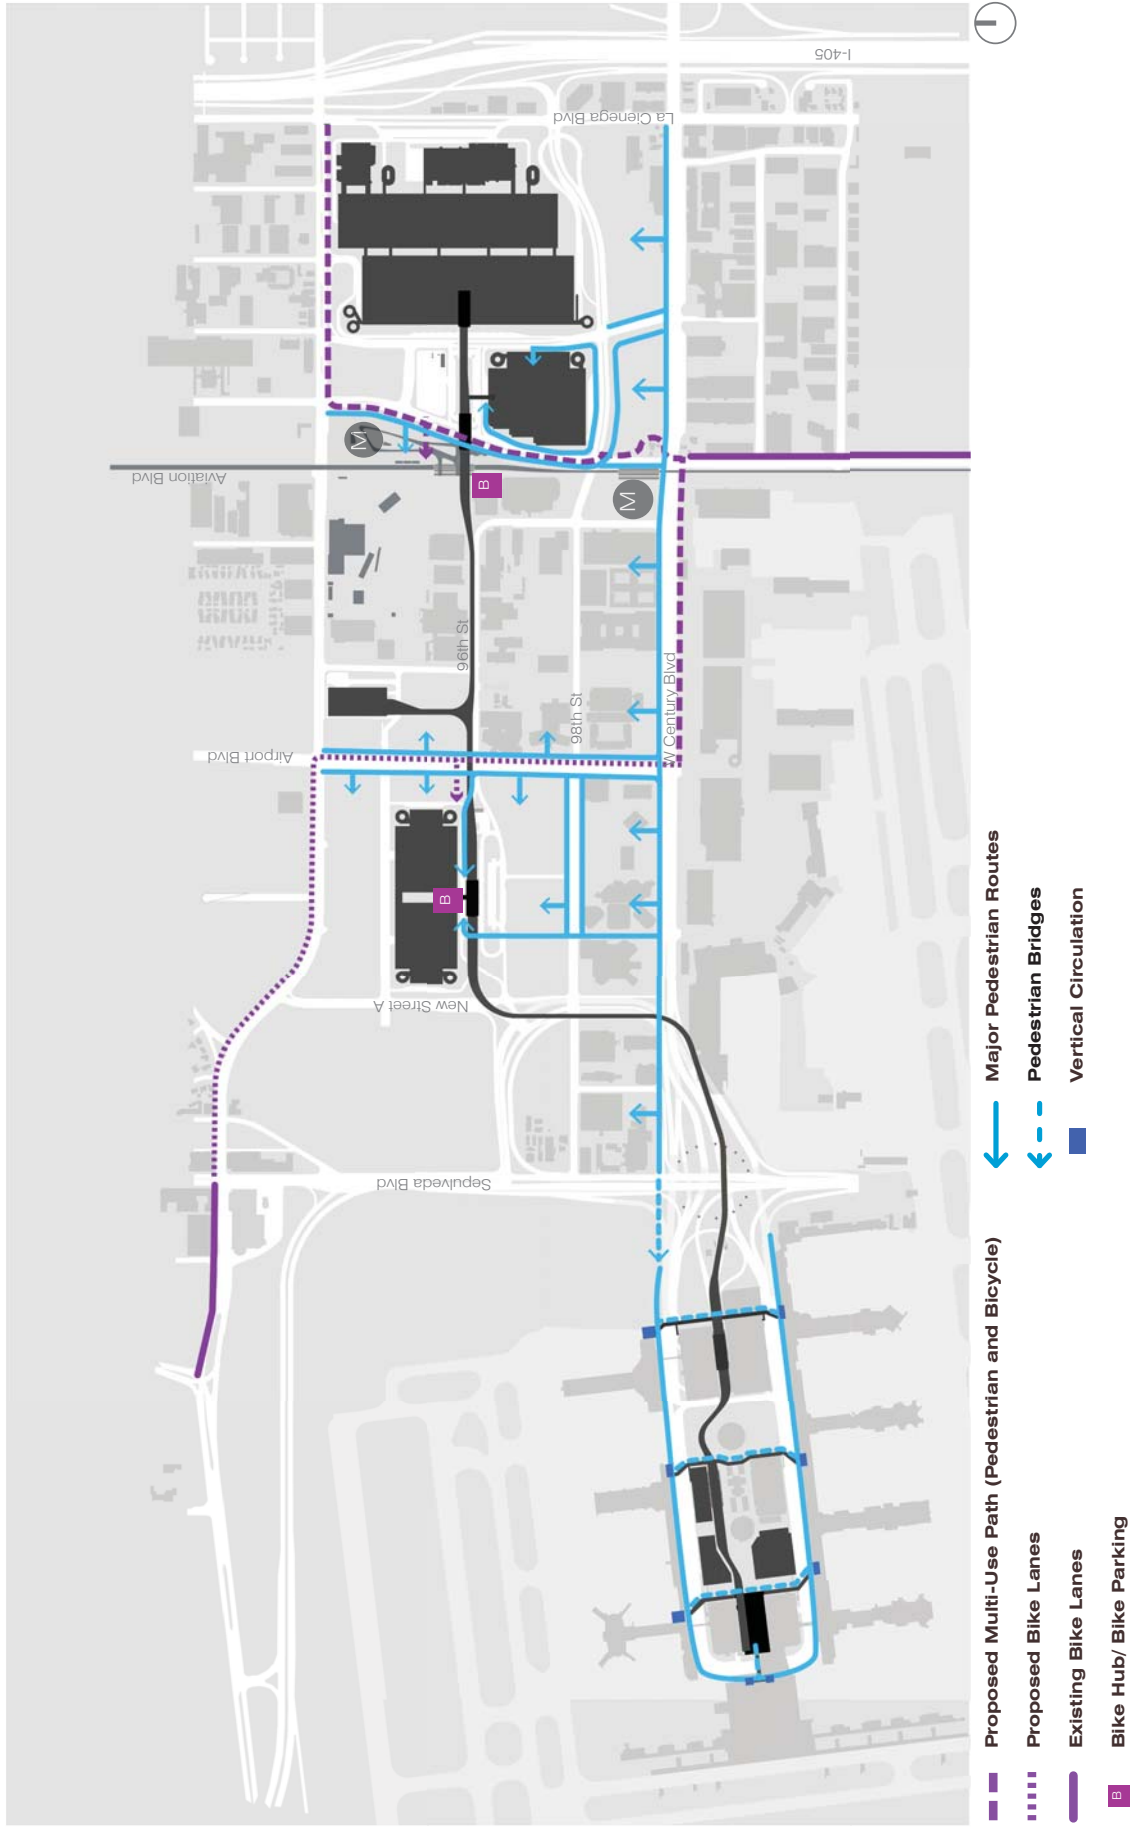 I-405
La Cienega Blvd
Aviation Blvd
M
M
B
96th St
98th St
W Century Blvd
Airport Blvd
B
New Street A
Sepulveda Blvd
Proposed Multi-Use Path (Pedestrian and Bicycle)
Proposed Bike Lanes
Existing Bike Lanes
B
Bike Hub/ Bike Parking
Major Pedestrian Routes
Pedestrian Bridges
Vertical Circulation